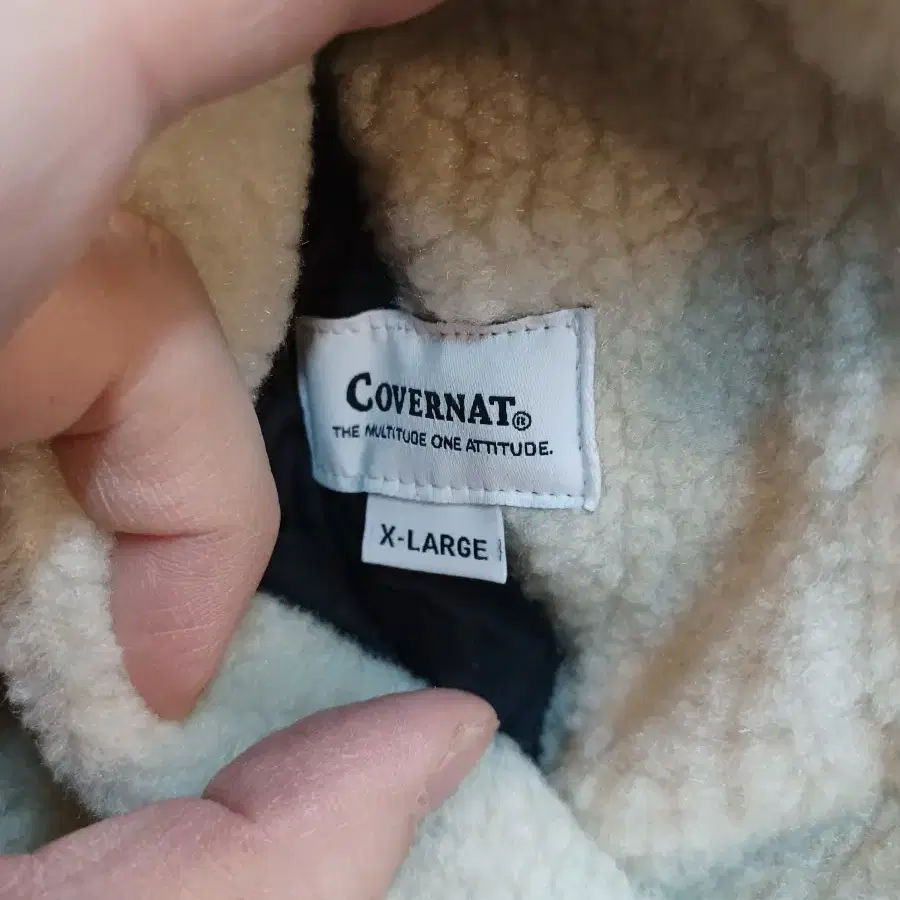 COVERNAT®
THE MULTITUDE ONE ATTITUDE.
X-LARGE